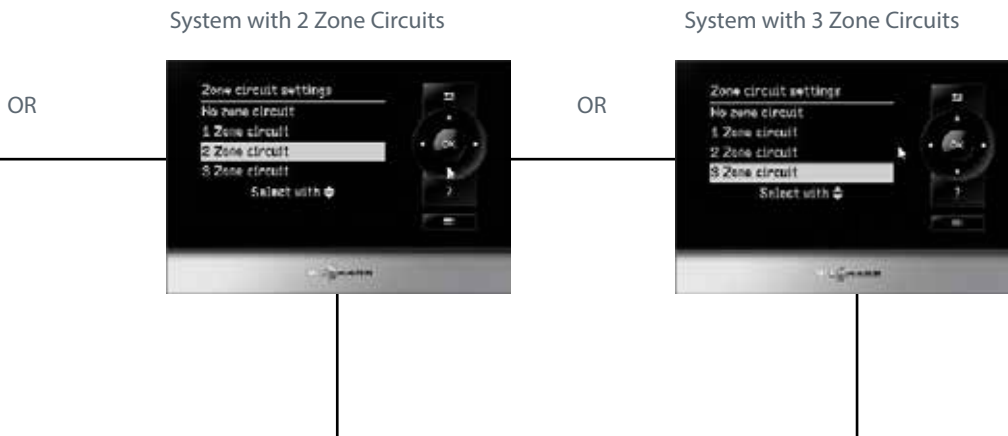 System with 2 Zone Circuits
OR
Zone circuit settings
No zone circuit
1 Zone circuit
2 Zone circuit
3 Zone circuit
Select with
OK
?
System with 3 Zone Circuits
OR
Zone circuit settings
No zone circuit
1 Zone circuit
2 Zone circuit
3 Zone circuit
Select with
OK
?